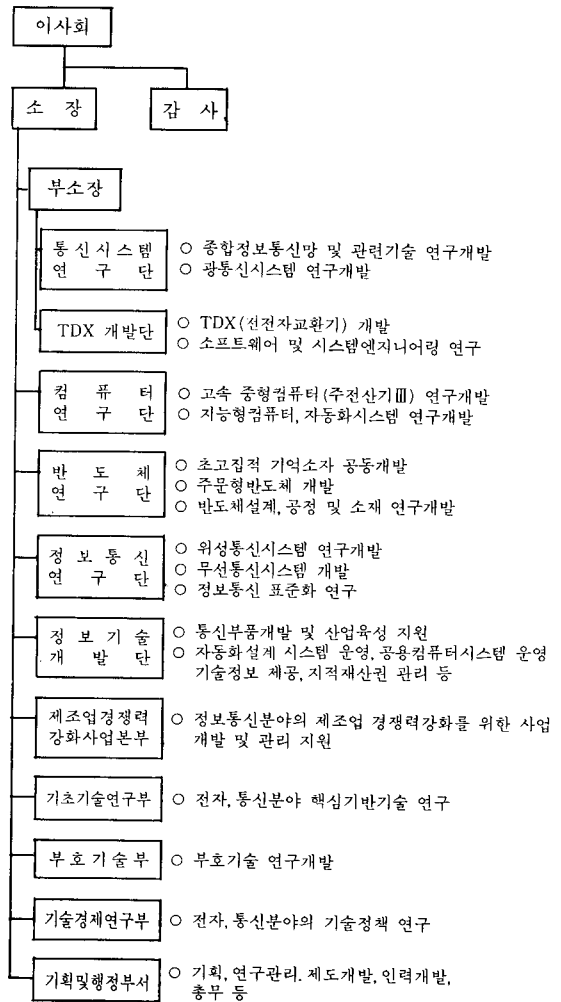 이사회
소 장
감 사
부소장
통신시스템
연 구 단
○ 종합정보통신망 및 관련기술 연구개발
○ 광통신시스템 연구개발
TDX 개발단
○ TDX(전전자교환기) 개발
○ 소프트웨어 및 시스템엔지니어링 연구
컴 퓨 터
연 구 단
○ 고속 중형컴퓨터(주전산기Ⅲ) 연구개발
○ 지능형컴퓨터, 자동화시스템 연구개발
반 도 체
연 구 단
○ 초고집적 기억소자 공동개발
○ 주문형반도체 개발
○ 반도체설계, 공정 및 소재 연구개발
정 보 통 신
연 구 단
○ 위성통신시스템 연구개발
○ 무선통신시스템 개발
○ 정보통신 표준화 연구
정 보 기 술
개 발 단
○ 통신부품개발 및 산업육성 지원
○ 자동화설계 시스템 운영, 공용컴퓨터시스템 운영
기술정보 제공, 지적재산권 관리 등
제조업경쟁력
강화사업본부
○ 정보통신분야의 제조업 경쟁력강화를 위한 사업
개발 및 관리 지원
기초기술연구부
○ 전자, 통신분야 핵심기반기술 연구
부호기술부
○ 부호기술 연구개발
기술경제연구부
○ 전자, 통신분야의 기술정책 연구
기획및행정부서
○ 기획, 연구관리. 제도개발, 인력개발,
총무 등